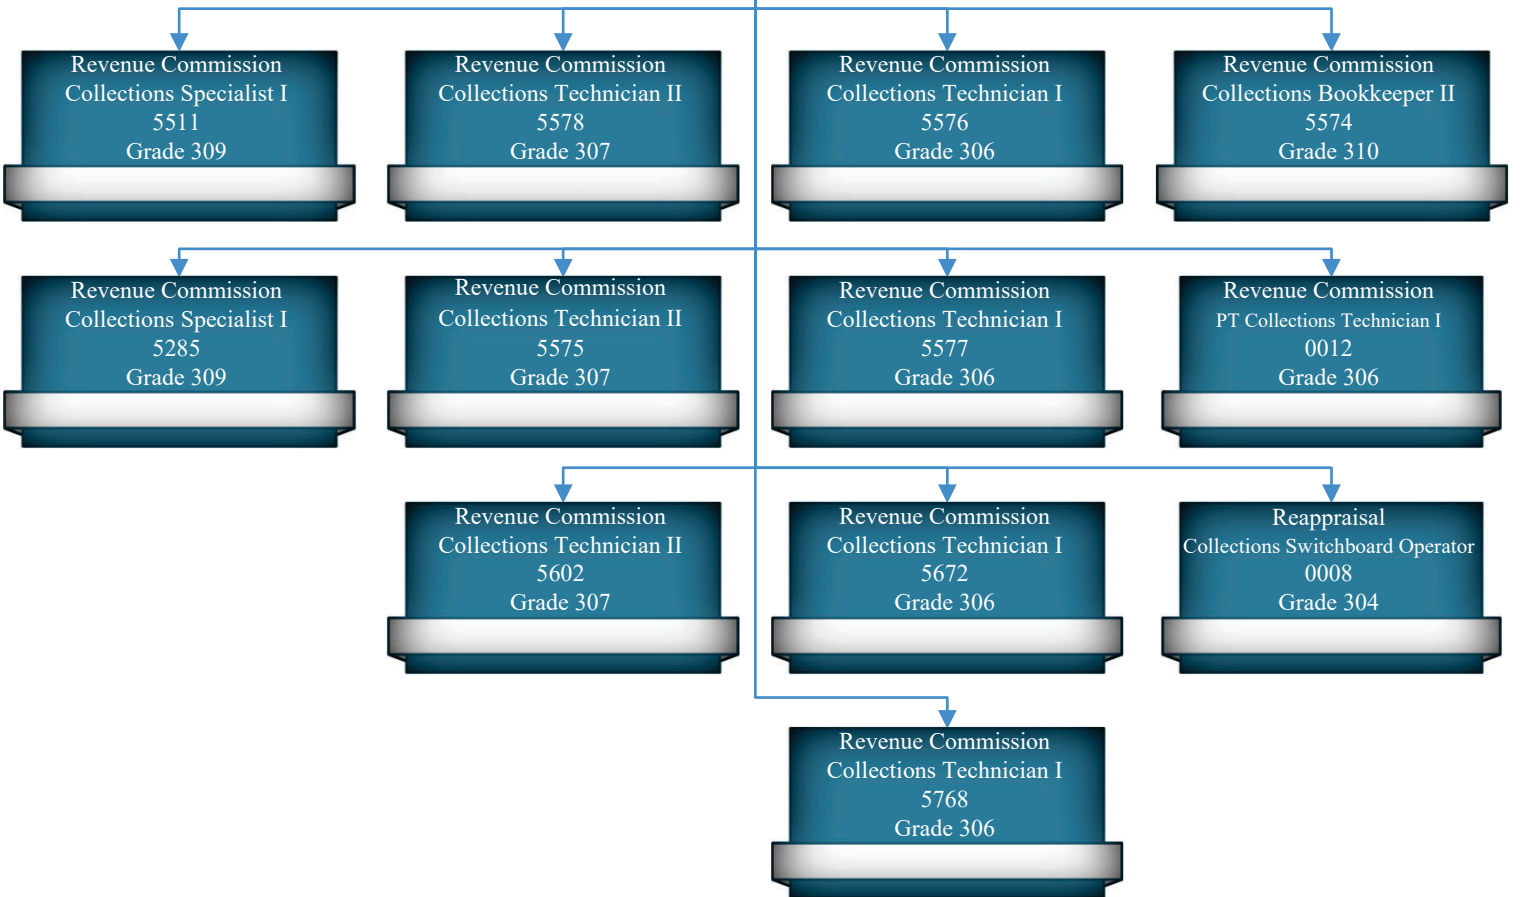 Revenue Commission
Collections Specialist I
5511
Grade 309
Revenue Commission
Collections Technician II
5578
Grade 307
Revenue Commission
Collections Technician I
5576
Grade 306
Revenue Commission
Collections Bookkeeper II
5574
Grade 310
Revenue Commission
Collections Specialist I
5285
Grade 309
Revenue Commission
Collections Technician II
5575
Grade 307
Revenue Commission
Collections Technician I
5577
Grade 306
Revenue Commission
PT Collections Technician I
0012
Grade 306
Revenue Commission
Collections Technician II
5602
Grade 307
Revenue Commission
Collections Technician I
5672
Grade 306
Reappraisal
Collections Switchboard Operator
0008
Grade 304
Revenue Commission
Collections Technician I
5768
Grade 306